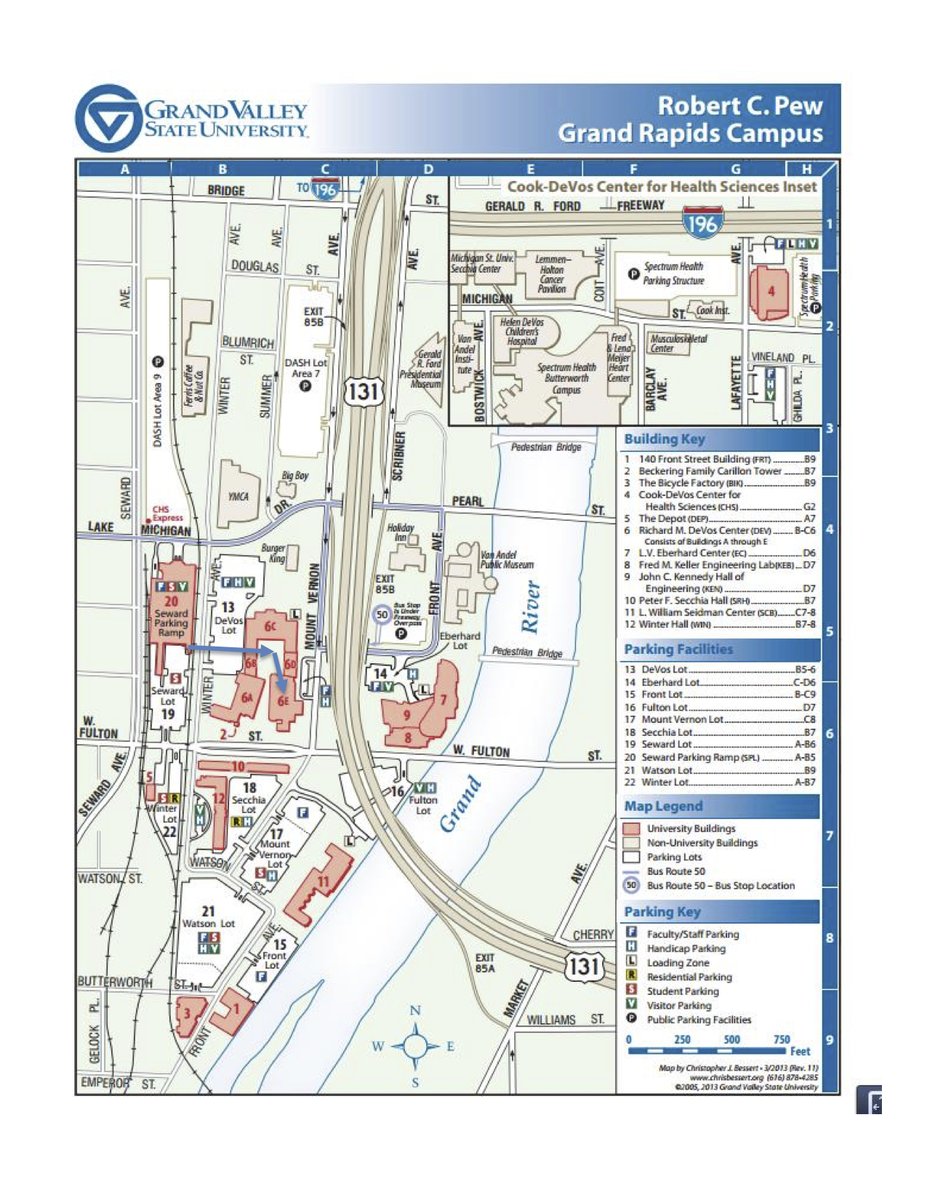 GRAND VALLEY
STATE UNIVERSITY.
Robert C. Pew
Grand Rapids Campus
A B C D E F G H
Cook-DeVos Center for Health Sciences Inset
GERALD R. FORD FREEWAY
196
Michigan St. Univ.
Secchia Center
Lemmen–
Holton
Cancer
Pavilion
COIT AVE.
P
Spectrum Health
Parking Structure
AVE.
F L H V
4
Spectrum Health
Parking
P
MICHIGAN
ST.
Cook Inst.
Van
Andel
Insti-
tute
BOSTWICK AVE.
Helen DeVos
Children's
Hospital
Spectrum Health
Butterworth
Campus
Fred
& Lena
Meijer
Heart
Center
Musculoskeletal
Center
BARCLAY
AVE.
LAFAYETTE
VINELAND PL.
F
H
V
GHILDA PL.
1
2
3
4
5
6
7
8
9
BRIDGE
TO 196
ST.
AVE.
AVE.
AVE.
AVE.
AVE.
DOUGLAS ST.
EXIT
85B
BLUMRICH
ST.
DASH Lot
Area 7
P
131
Gerald
R. Ford
Presidential
Museum
P
DASH Lot Area 9
Ferris Coffee
& Nut Co.
WINTER
SUMMER
SCRIBNER
SEWARD
YMCA
Big Boy
DR.
PEARL
ST.
Pedestrian Bridge
CHS
Express
LAKE MICHIGAN
Burger
King
Holiday
Inn
AVE.
Van Andel
Public Museum
F S V
20
Seward
Parking
Ramp
AVE.
F H V
13
DeVos
Lot
L
MOUNT VERNON
EXIT
85B
50
Bus Stop
is Under
Freeway
Overpass
P
FRONT
River
Eberhard
Lot
Pedestrian Bridge
6C
6B
6D
6A
6E
S
Seward
Lot
19
WINTER
F
H
14
F V
H
L
7
9
8
2
W.
FULTON
ST.
W. FULTON
ST.
SEWARD AVE.
5
S R
Winter
Lot
22
10
12
V
H
18
Secchia
Lot
R H
F
17
Mount
Vernon
Lot
S H
16
V H
Fulton
Lot
Grand
L
WATSON
ST.
WATSON ST.
11
21
Watson Lot
F S
H V
AVE.
15
Front
Lot
F
AVE.
CHERRY
EXIT
85A
131
BUTTERWORTH ST.
3
1
GELOCK PL.
FRONT
MARKET
WILLIAMS ST.
EMPEROR ST.
N
W E
S
Building Key
1 140 Front Street Building (FRT) ..............B9
2 Beckering Family Carillon Tower .........B7
3 The Bicycle Factory (BIK)........................B9
4 Cook-DeVos Center for
Health Sciences (CHS)..........................G2
5 The Depot (DEP)......................................A7
6 Richard M. DeVos Center (DEV) ........ B-C6
Consists of Buildings A through E
7 L.V. Eberhard Center (EC) .....................D6
8 Fred M. Keller Engineering Lab(KEB)...D7
9 John C. Kennedy Hall of
Engineering (KEN)................................D7
10 Peter F. Secchia Hall (SRH)....................B7
11 L. William Seidman Center (SCB).......C7-8
12 Winter Hall (WIN) ................................B7-8
Parking Facilities
13 DeVos Lot............................................B5-6
14 Eberhard Lot......................................C-D6
15 Front Lot ............................................B-C9
16 Fulton Lot .............................................D7
17 Mount Vernon Lot................................C8
18 Secchia Lot............................................B7
19 Seward Lot .........................................A-B6
20 Seward Parking Ramp (SPL) ............. A-B5
21 Watson Lot............................................B9
22 Winter Lot.......................................... A-B7
Map Legend
University Buildings
Non-University Buildings
Parking Lots
Bus Route 50
50 Bus Route 50 – Bus Stop Location
Parking Key
F Faculty/Staff Parking
H Handicap Parking
L Loading Zone
R Residential Parking
S Student Parking
V Visitor Parking
P Public Parking Facilities
0 250 500 750
Feet
Map by Christopher J. Bessert • 3/2013 (Rev. 11)
www.chrisbessert.org (616) 878-4285
©2005, 2013 Grand Valley State University